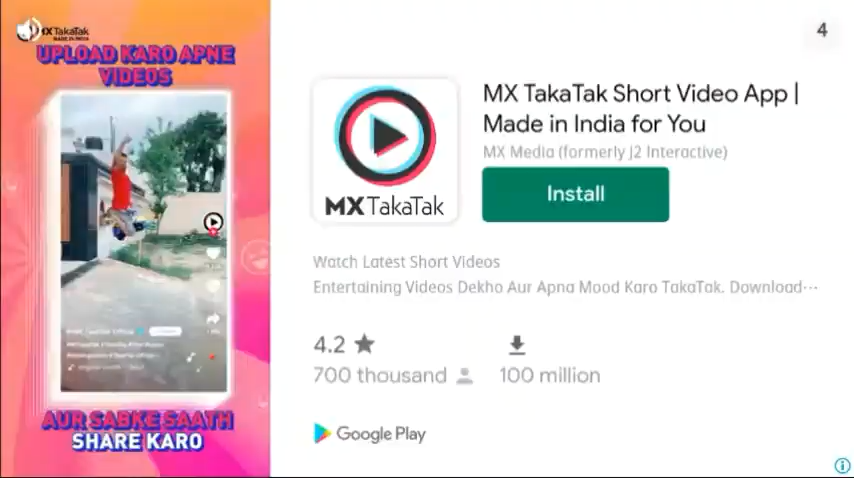 MX TakaTak
MADE IN INDIA
UPLOAD KARO APNE
VIDEOS
AUR SABKE SAATH
SHARE KARO
4
MX TakaTak
MX TakaTak Short Video App |
Made in India for You
MX Media (formerly J2 Interactive)
Install
Watch Latest Short Videos
Entertaining Videos Dekho Aur Apna Mood Karo TakaTak. Download...
4.2
700 thousand
100 million
Google Play